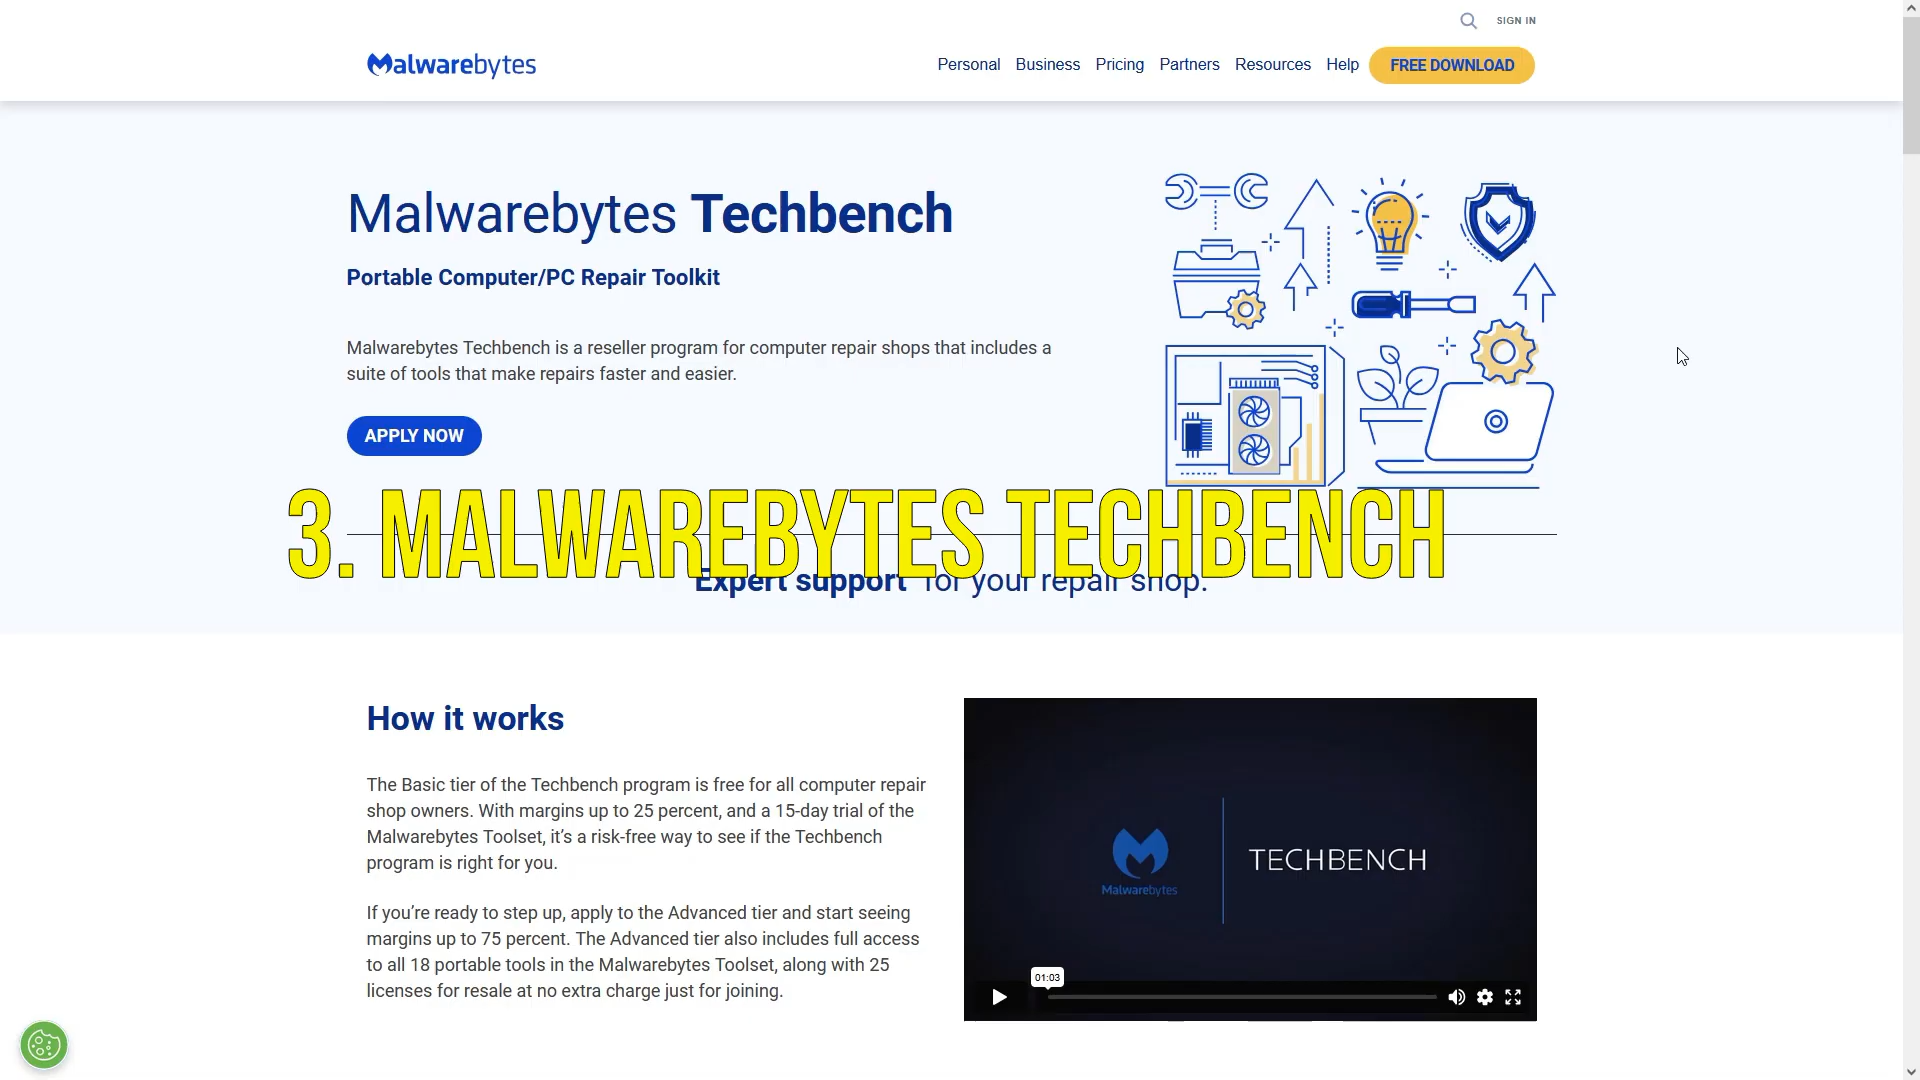 SIGN IN
Malwarebytes
Personal Business Pricing Partners Resources Help FREE DOWNLOAD
Malwarebytes Techbench
Portable Computer/PC Repair Toolkit
Malwarebytes Techbench is a reseller program for computer repair shops that includes a
suite of tools that make repairs faster and easier.
APPLY NOW
3. MALWAREBYTES TECHBENCH
Expert support for your repair shop.
How it works
The Basic tier of the Techbench program is free for all computer repair
shop owners. With margins up to 25 percent, and a 15-day trial of the
Malwarebytes Toolset, it’s a risk-free way to see if the Techbench
program is right for you.
If you’re ready to step up, apply to the Advanced tier and start seeing
margins up to 75 percent. The Advanced tier also includes full access
to all 18 portable tools in the Malwarebytes Toolset, along with 25
licenses for resale at no extra charge just for joining.
Malwarebytes
TECHBENCH
01:03